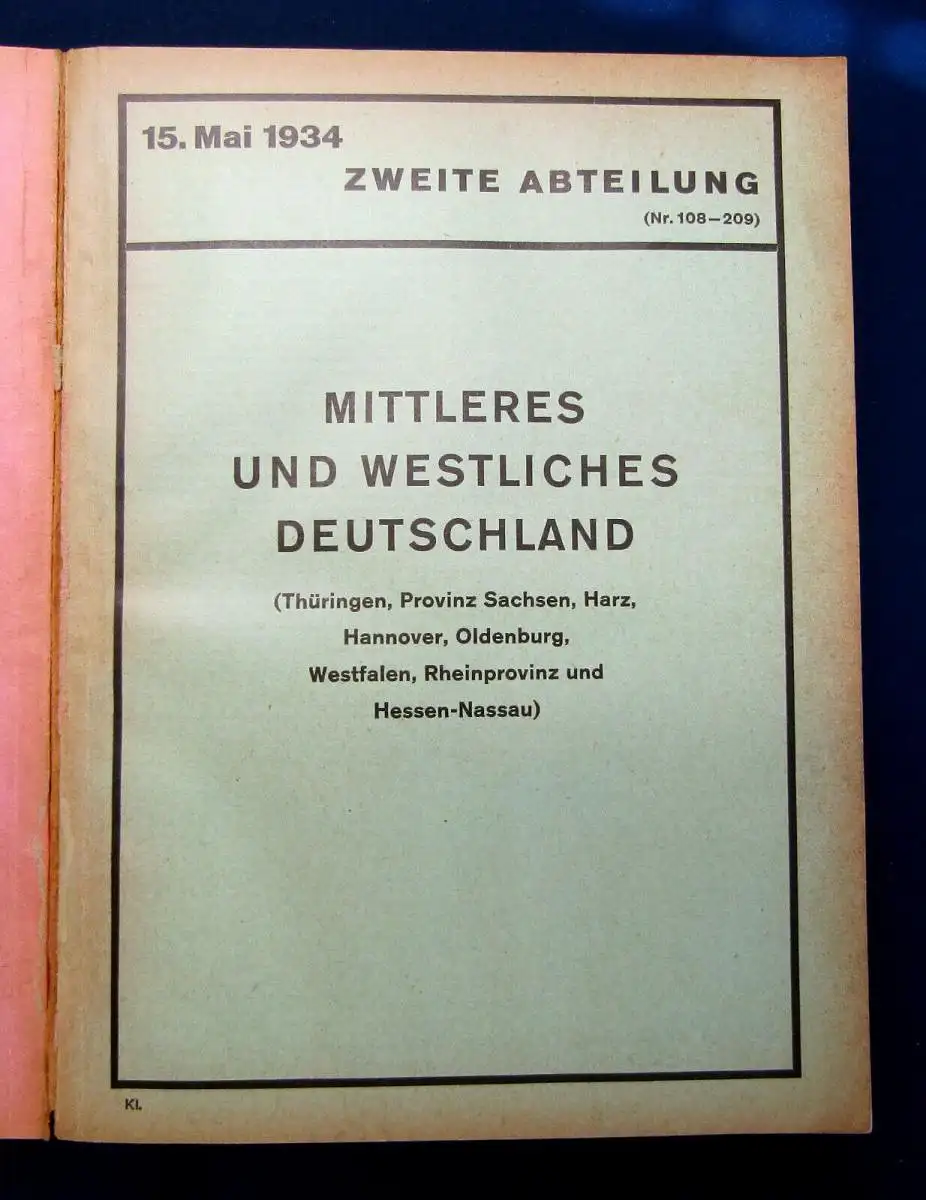 15. Mai 1934
ZWEITE ABTEILUNG
(Nr. 108–209)
MITTLERES
UND WESTLICHES
DEUTSCHLAND
(Thüringen, Provinz Sachsen, Harz,
Hannover, Oldenburg,
Westfalen, Rheinprovinz und
Hessen-Nassau)
Kl.